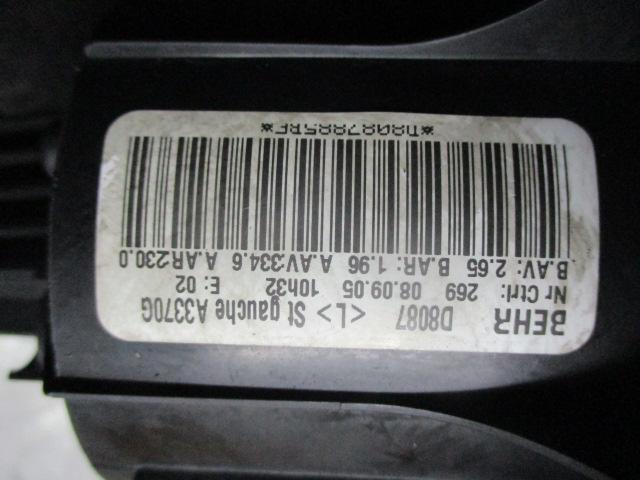 BEHR D8087 <L> St gauche A3370G
Nr Ctrl: 269 08.09.05 10h32 E: 02
B.AV: 2.65 B.AR: 1.96 A.AV:334.6 A.AR:230.0
*D8087885BF*